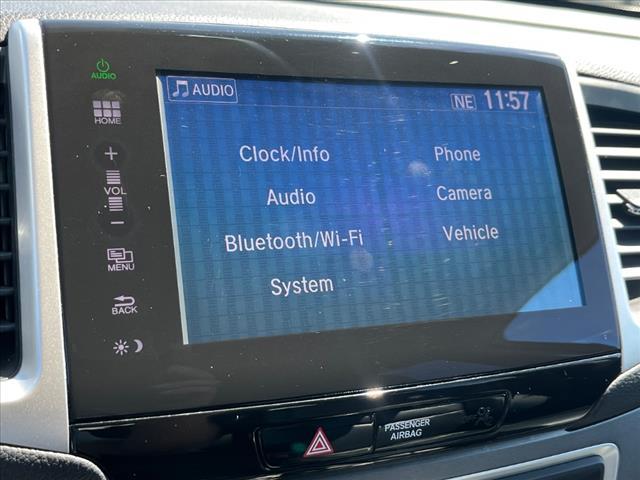 AUDIO
HOME
+
VOL
−
MENU
BACK
AUDIO
NE 11:57
Clock/Info
Phone
Audio
Camera
Bluetooth/Wi-Fi
Vehicle
System
PASSENGER
AIRBAG